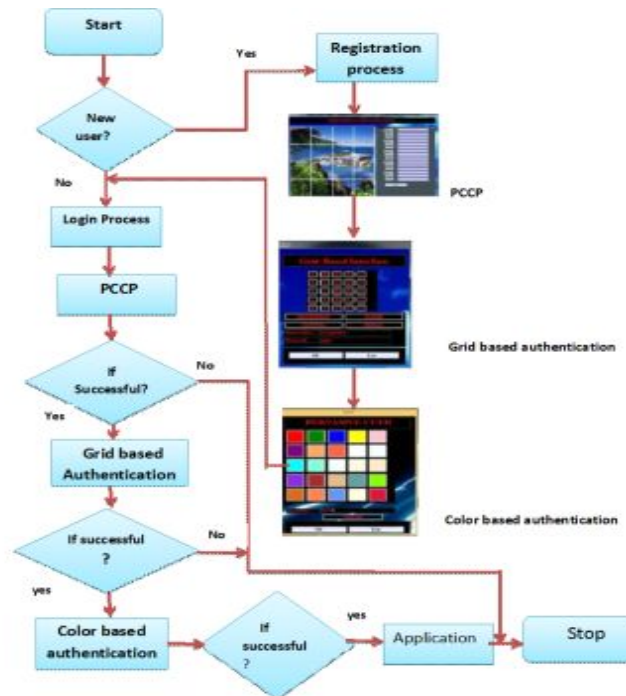 Start
Yes
Registration
process
New
user?
No
PCCP
Login Process
PCCP
Grid based authentication
If
Successful?
No
Yes
Grid based
Authentication
Color based authentication
If successful
?
No
yes
Color based
authentication
If
successful
?
yes
Application
Stop